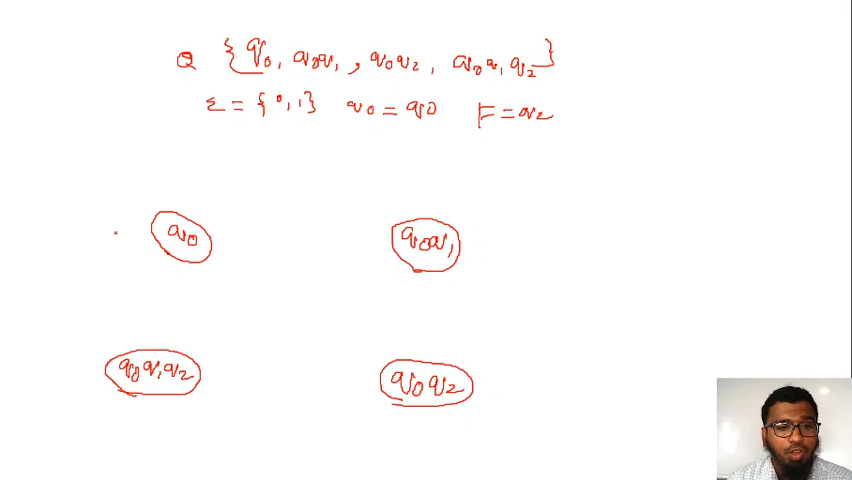 Q {q0, q0q1, q0q2, q0q1q2}
Σ = {0, 1} q0 = q0 F = q2
q0 q0q1
q0q1q2 q0q2